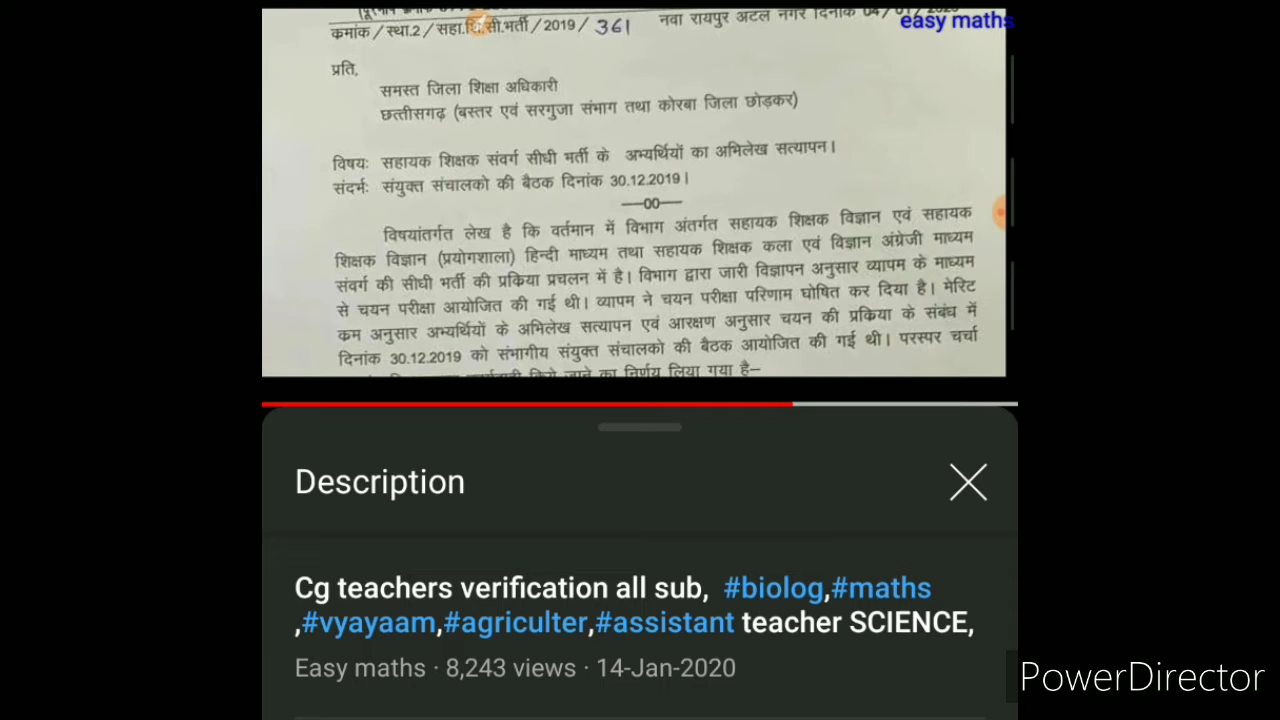 क्रमांक / स्था.2 / सहा.शि.सी.भर्ती / 2019 / 361 नवा रायपुर अटल नगर दिनांक 04 / 01 /
easy maths
प्रति,
समस्त जिला शिक्षा अधिकारी
छत्तीसगढ़ (बस्तर एवं सरगुजा संभाग तथा कोरबा जिला छोड़कर)
विषयः सहायक शिक्षक संवर्ग सीधी भर्ती के अभ्यर्थियों का अभिलेख सत्यापन।
संदर्भः संयुक्त संचालको की बैठक दिनांक 30.12.2019।
—00—
विषयांतर्गत लेख है कि वर्तमान में विभाग अंतर्गत सहायक शिक्षक विज्ञान एवं सहायक
शिक्षक विज्ञान (प्रयोगशाला) हिन्दी माध्यम तथा सहायक शिक्षक कला एवं विज्ञान अंग्रेजी माध्यम
संवर्ग की सीधी भर्ती की प्रकिया प्रचलन में है। विभाग द्वारा जारी विज्ञापन अनुसार व्यापम के माध्यम
से चयन परीक्षा आयोजित की गई थी। व्यापम ने चयन परीक्षा परिणाम घोषित कर दिया है। मेरिट
कम अनुसार अभ्यर्थियों के अभिलेख सत्यापन एवं आरक्षण अनुसार चयन की प्रकिया के संबंध में
दिनांक 30.12.2019 को संभागीय संयुक्त संचालको की बैठक आयोजित की गई थी। परस्पर चर्चा
किये जाने का निर्णय लिया गया है–
Description
Cg teachers verification all sub, #biolog,#maths
,#vyayaam,#agriculter,#assistant teacher SCIENCE,
Easy maths · 8,243 views · 14-Jan-2020
PowerDirector